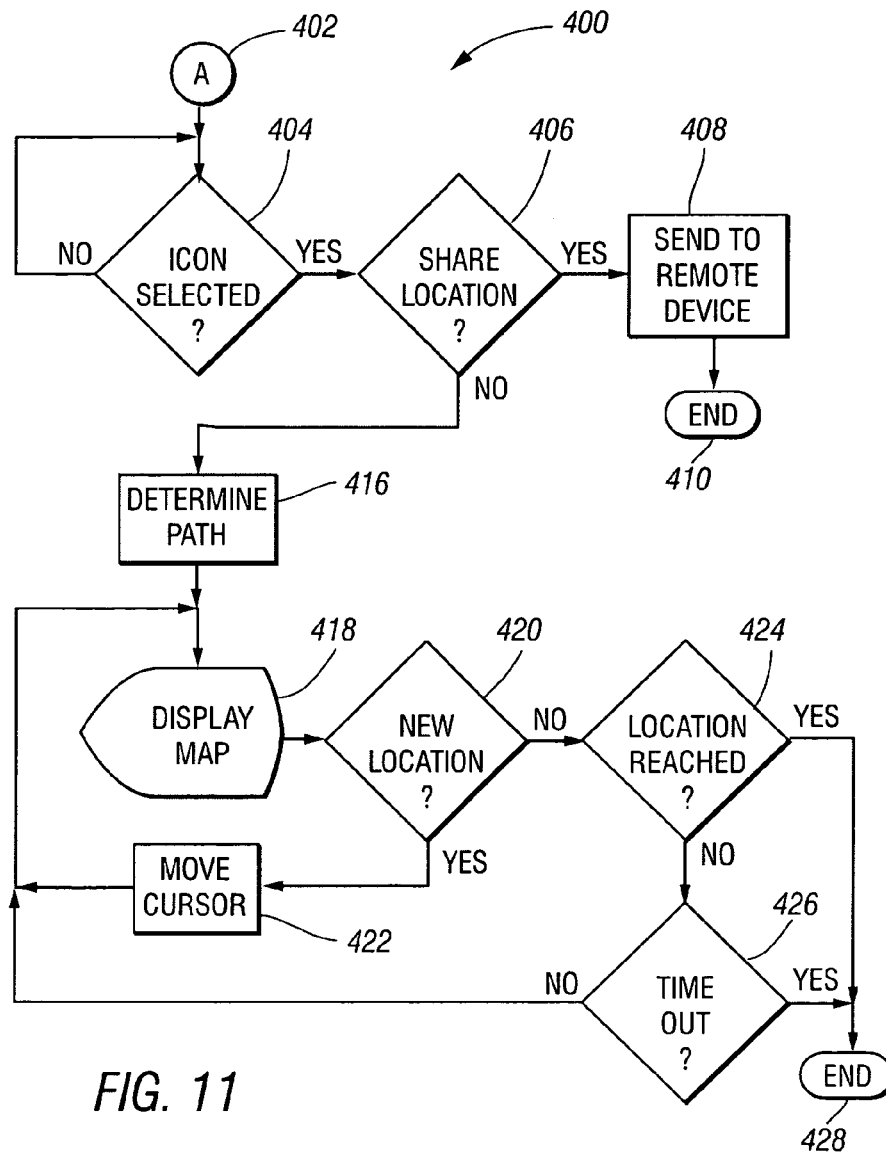 402
400
A
404
406
408
NO
ICON
SELECTED
?
YES
SHARE
LOCATION
?
YES
SEND TO
REMOTE
DEVICE
NO
END
410
DETERMINE
PATH
416
418
420
424
DISPLAY
MAP
NEW
LOCATION
?
NO
LOCATION
REACHED
?
YES
YES
NO
MOVE
CURSOR
422
426
NO
TIME
OUT
?
YES
END
428
FIG. 11